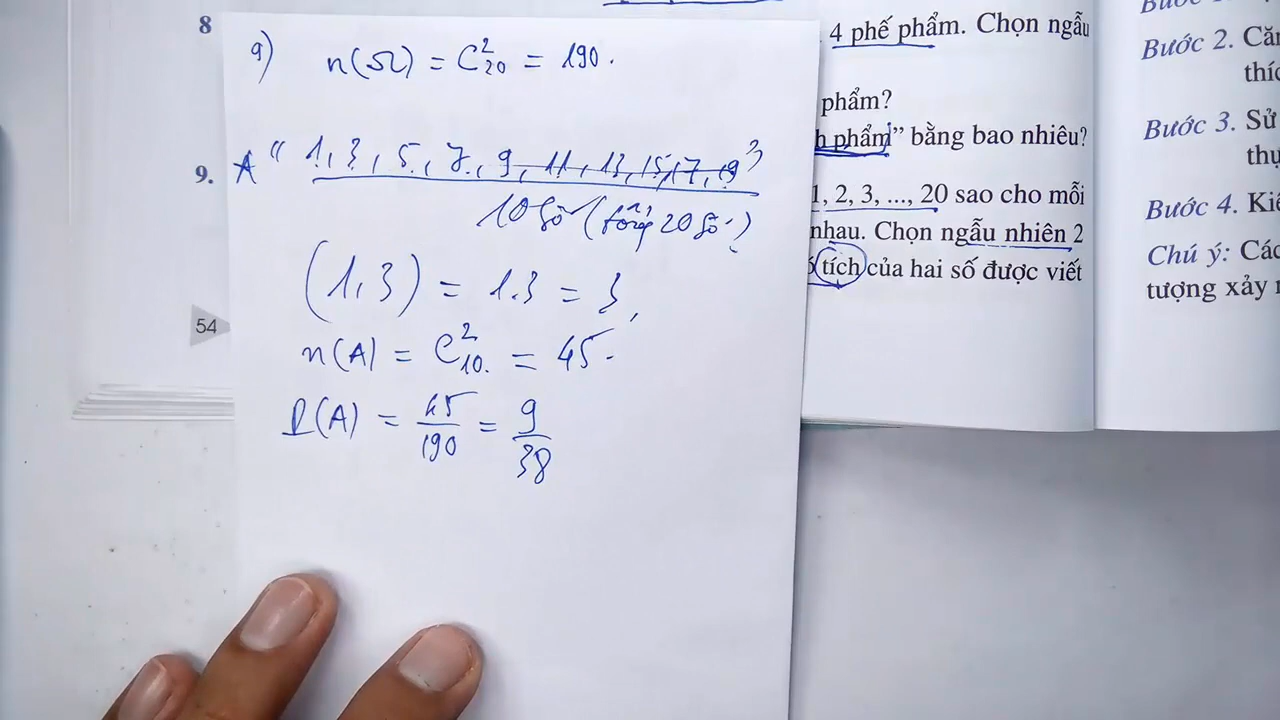 8
a) n(Ω) = C²₂₀ = 190.
9. A “ 1, 3, 5, 7, 9, 11, 13, 15, 17, 19 ”
10 số (tổng 20 số)
(1,3) = 1.3 = 3,
n(A) = C²₁₀. = 45.
54
P(A) = 45/190 = 9/38
4 phế phẩm. Chọn ngẫu
phẩm?
h phẩm” bằng bao nhiêu?
1, 2, 3, ..., 20 sao cho mỗi
nhau. Chọn ngẫu nhiên 2
tích của hai số được viết
Bước
Bước 2. Căn
thíc
Bước 3. Sử
thụ
Bước 4. Kiể
Chú ý: Các
tượng xảy r